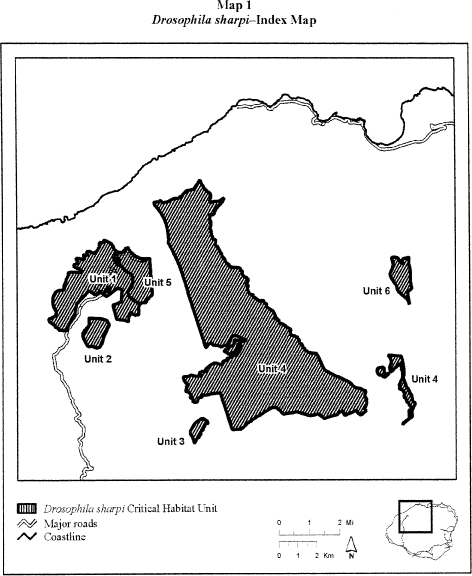 Map 1
Drosophila sharpi–Index Map
Unit 1
Unit 5
Unit 2
Unit 6
Unit 4
Unit 4
Unit 3
Drosophila sharpi Critical Habitat Unit
Major roads
Coastline
0 1 2 Mi
0 1 2 Km
N